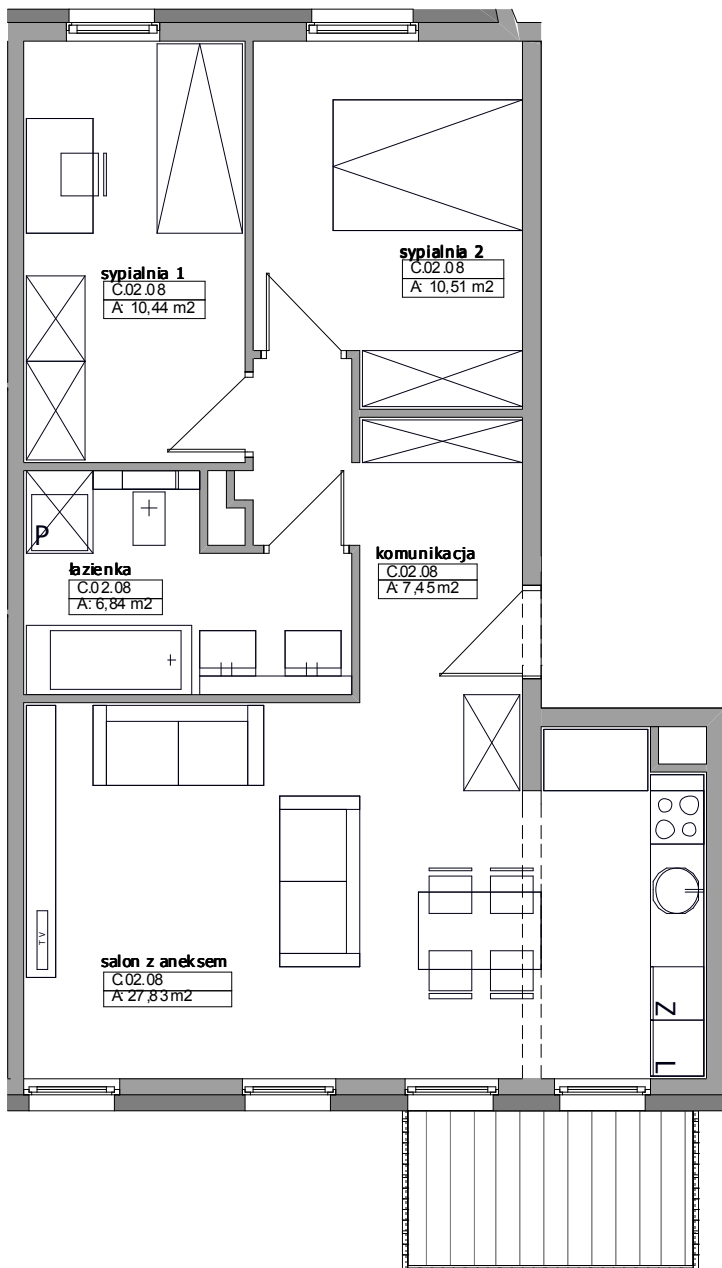 sypialnia 1
C.02.08
A: 10,44 m2
sypialnia 2
C.02.08
A: 10,51 m2
P
łazienka
C.02.08
A: 6,84 m2
komunikacja
C.02.08
A: 7,45 m2
TV
salon z aneksem
C.02.08
A: 27,83 m2
Z
L